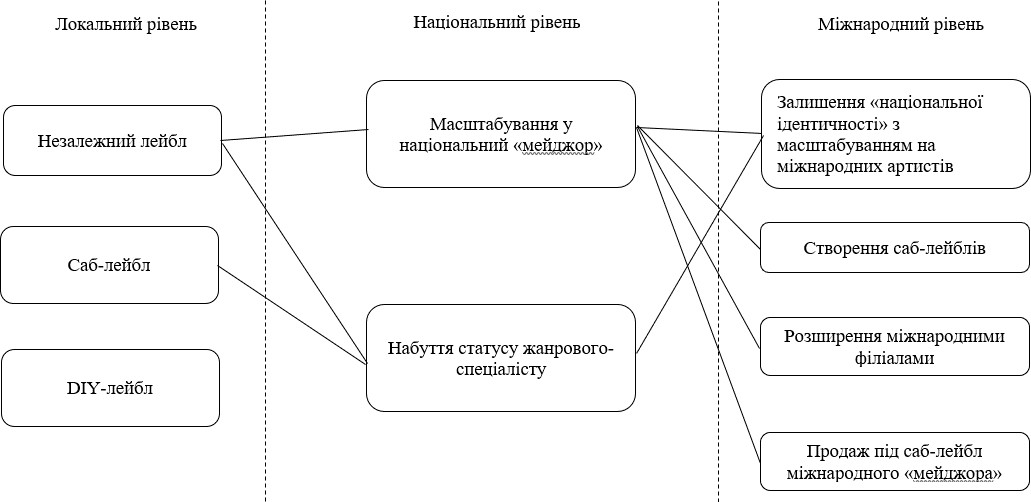 Локальний рівень
Національний рівень
Міжнародний рівень
Незалежний лейбл
Саб-лейбл
DIY-лейбл
Масштабування у
національний «мейджор»
Набуття статусу жанрового-
спеціалісту
Залишення «національної
ідентичності» з
масштабуванням на
міжнародних артистів
Створення саб-лейблів
Розширення міжнародними
філіалами
Продаж під саб-лейбл
міжнародного «мейджора»